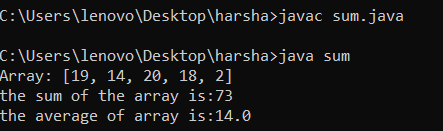 C:\Users\lenovo\Desktop\harsha>javac sum.java
C:\Users\lenovo\Desktop\harsha>java sum
Array: [19, 14, 20, 18, 2]
the sum of the array is:73
the average of array is:14.0